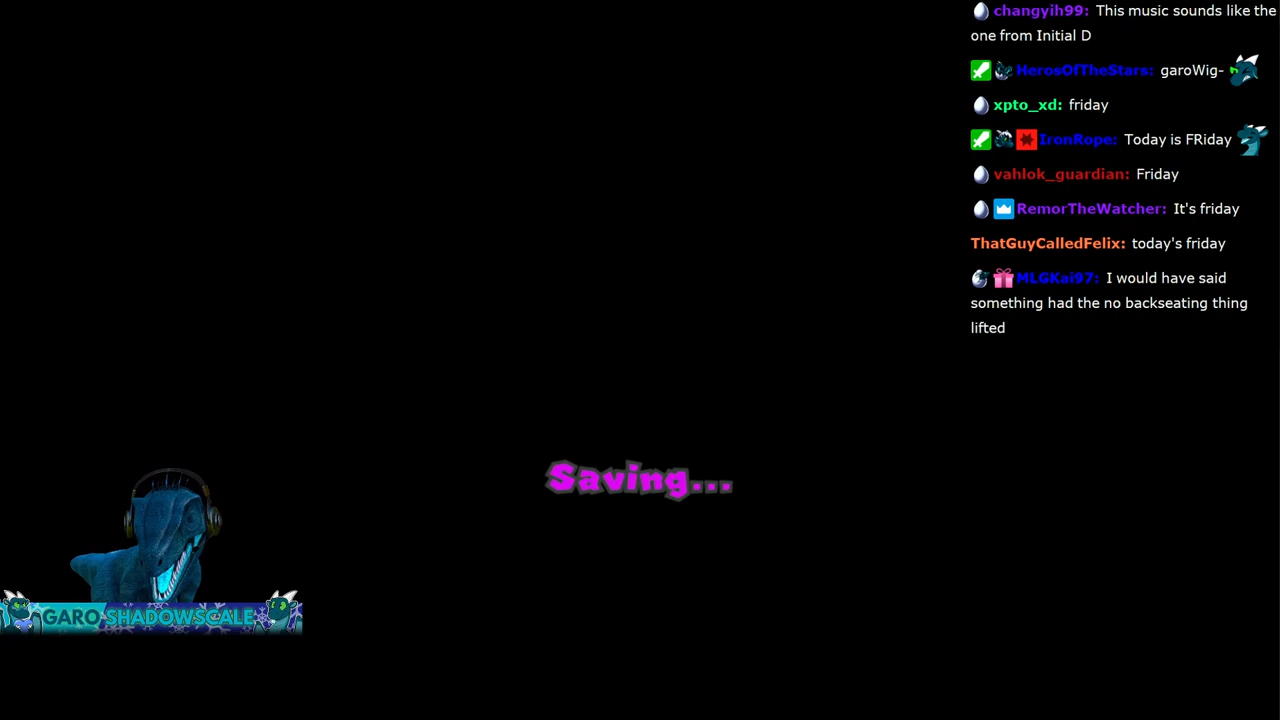 changyih99: This music sounds like the
one from Initial D
HerosOfTheStars: garoWig-
xpto_xd: friday
IronRope: Today is FRiday
vahlok_guardian: Friday
RemorTheWatcher: It's friday
ThatGuyCalledFelix: today's friday
MLGKai97: I would have said
something had the no backseating thing
lifted
Saving...
GARO SHADOWSCALE